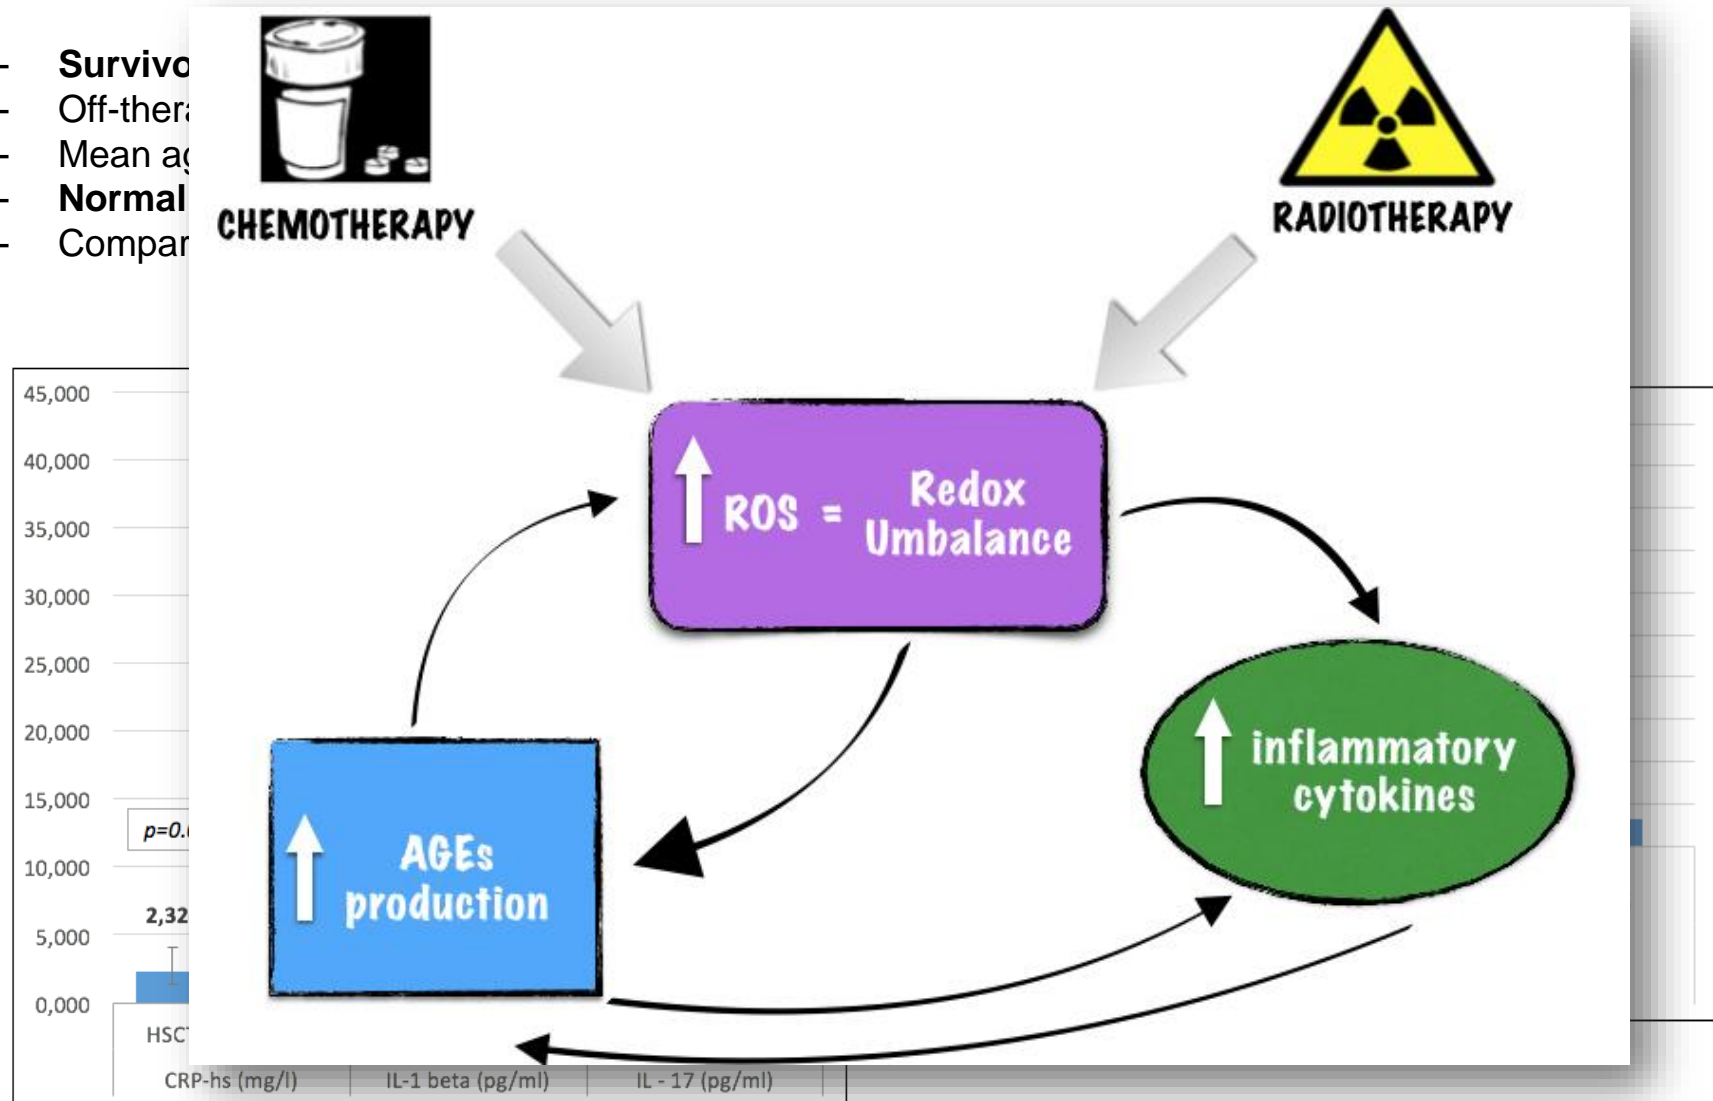 - Survivo
- Off-thera
- Mean ag
- Normal
- Compar
CHEMOTHERAPY
RADIOTHERAPY
ROS = Redox
Umbalance
inflammatory
cytokines
AGEs
production
45,000
40,000
35,000
30,000
25,000
20,000
15,000
10,000
5,000
0,000
p=0.
2,32
HSC
CRP-hs (mg/l)
IL-1 beta (pg/ml)
IL - 17 (pg/ml)